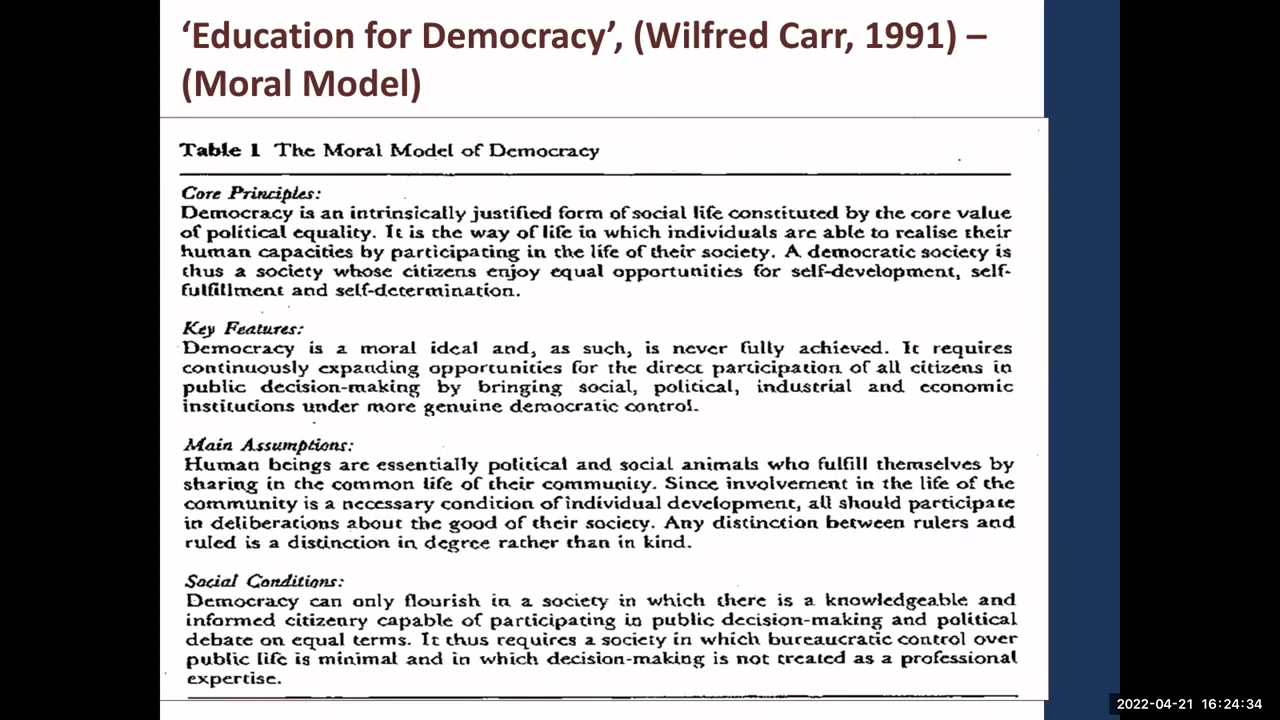 ‘Education for Democracy’, (Wilfred Carr, 1991) –
(Moral Model)
Table 1 The Moral Model of Democracy
Core Principles:
Democracy is an intrinsically justified form of social life constituted by the core value
of political equality. It is the way of life in which individuals are able to realise their
human capacities by participating in the life of their society. A democratic society is
thus a society whose citizens enjoy equal opportunities for self-development, self-
fulfillment and self-determination.
Key Features:
Democracy is a moral ideal and, as such, is never fully achieved. It requires
continuously expanding opportunities for the direct participation of all citizens in
public decision-making by bringing social, political, industrial and economic
institutions under more genuine democratic control.
Main Assumptions:
Human beings are essentially political and social animals who fulfill themselves by
sharing in the common life of their community. Since involvement in the life of the
community is a necessary condition of individual development, all should participate
in deliberations about the good of their society. Any distinction between rulers and
ruled is a distinction in degree rather than in kind.
Social Conditions:
Democracy can only flourish in a society in which there is a knowledgeable and
informed citizenry capable of participating in public decision-making and political
debate on equal terms. It thus requires a society in which bureaucratic control over
public life is minimal and in which decision-making is not treated as a professional
expertise.
2022-04-21 16:24:34